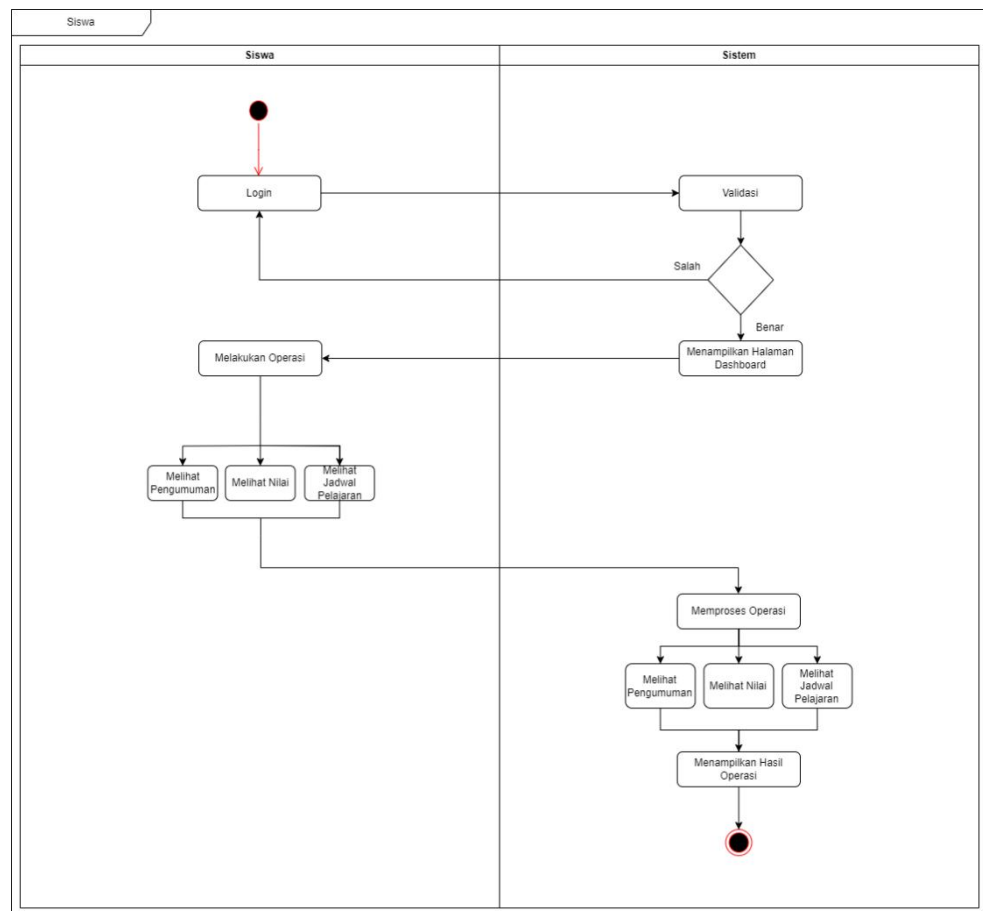 Siswa
Siswa
Sistem
Login
Validasi
Salah
Benar
Melakukan Operasi
Menampilkan Halaman
Dashboard
Melihat
Pengumuman
Melihat Nilai
Melihat
Jadwal
Pelajaran
Memproses Operasi
Melihat
Pengumuman
Melihat Nilai
Melihat
Jadwal
Pelajaran
Menampilkan Hasil
Operasi